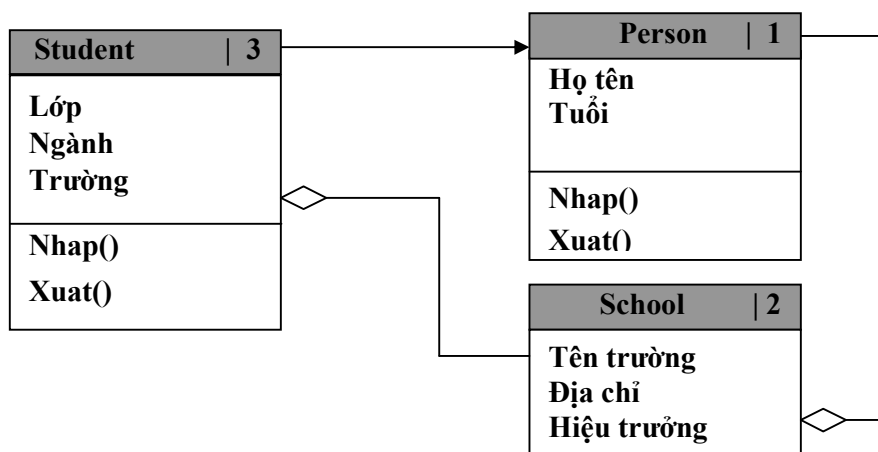 Student | 3
Lớp
Ngành
Trường
Nhap()
Xuat()
Person | 1
Họ tên
Tuổi
Nhap()
Xuat()
School | 2
Tên trường
Địa chỉ
Hiệu trưởng